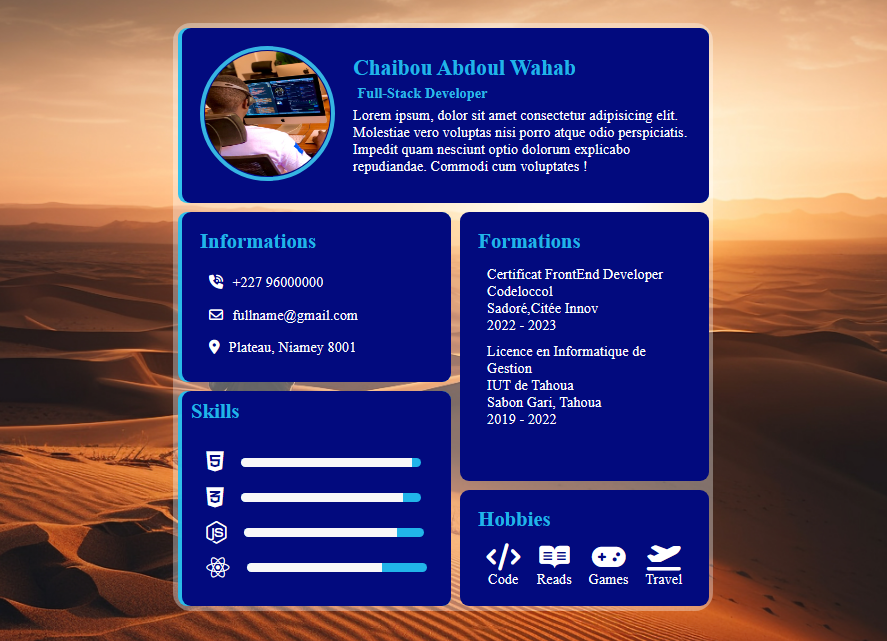 Chaibou Abdoul Wahab
Full-Stack Developer
Lorem ipsum, dolor sit amet consectetur adipisicing elit.
Molestiae vero voluptas nisi porro atque odio perspiciatis.
Impedit quam nesciunt optio dolorum explicabo
repudiandae. Commodi cum voluptates !
Informations
+227 96000000
fullname@gmail.com
Plateau, Niamey 8001
Skills
5
3
JS
Formations
Certificat FrontEnd Developer
Codeloccol
Sadoré,Citée Innov
2022 - 2023
Licence en Informatique de
Gestion
IUT de Tahoua
Sabon Gari, Tahoua
2019 - 2022
Hobbies
Code
Reads
Games
Travel